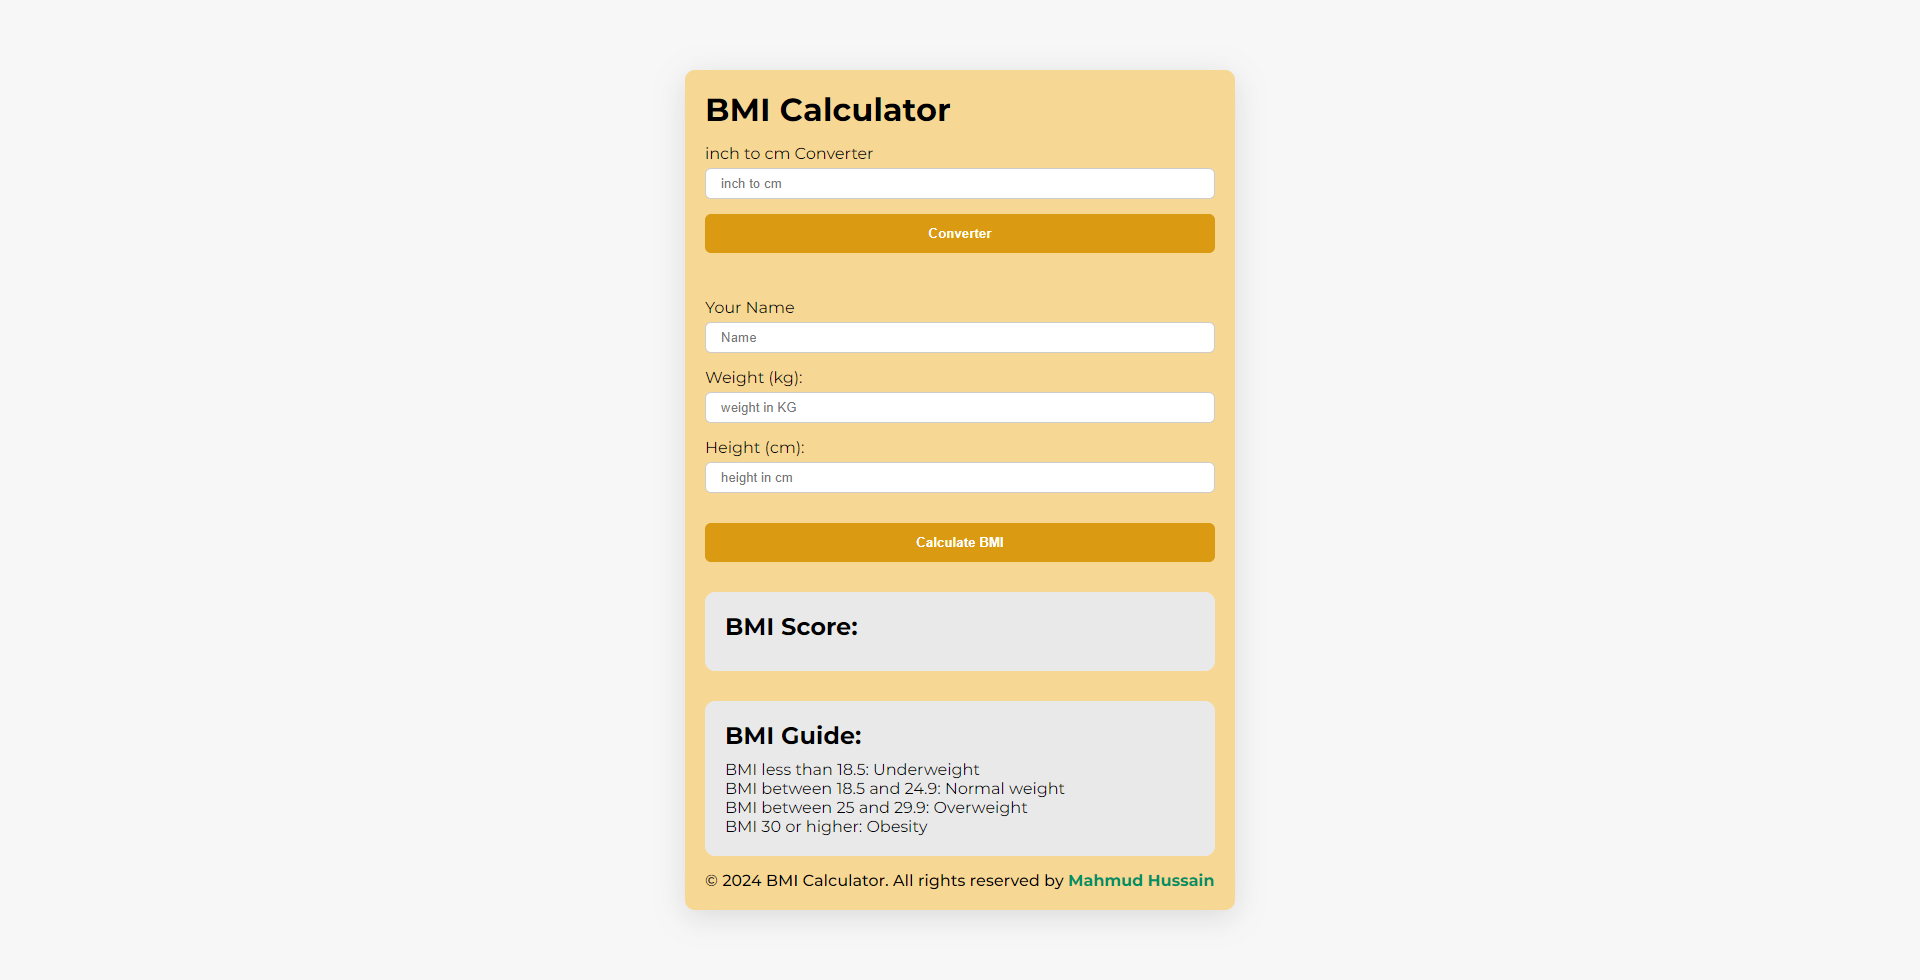 BMI Calculator
inch to cm Converter
inch to cm
Converter
Your Name
Name
Weight (kg):
weight in KG
Height (cm):
height in cm
Calculate BMI
BMI Score:
BMI Guide:
BMI less than 18.5: Underweight
BMI between 18.5 and 24.9: Normal weight
BMI between 25 and 29.9: Overweight
BMI 30 or higher: Obesity
© 2024 BMI Calculator. All rights reserved by Mahmud Hussain